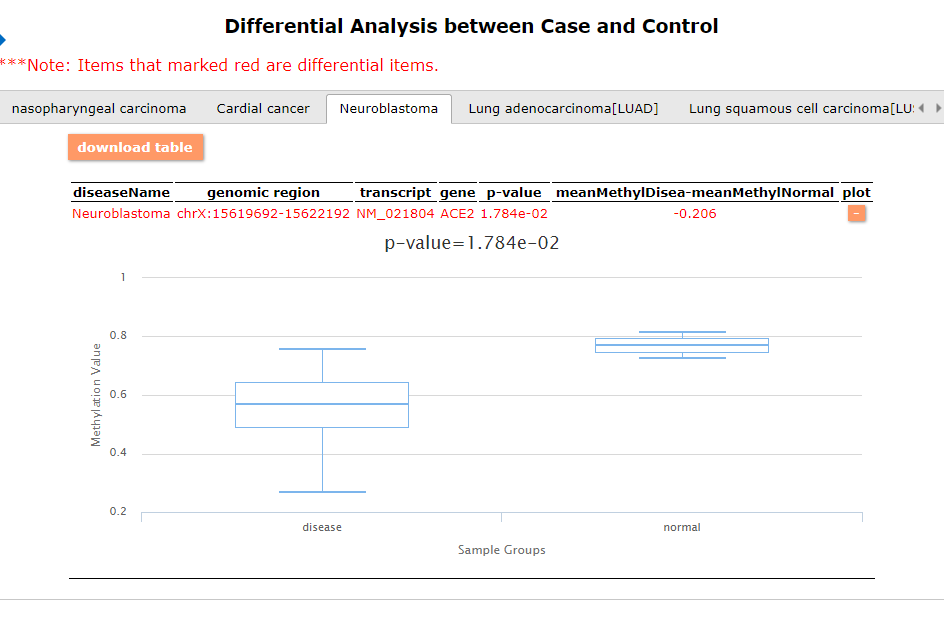 Differential Analysis between Case and Control
***Note: Items that marked red are differential items.
nasopharyngeal carcinoma Cardial cancer Neuroblastoma Lung adenocarcinoma[LUAD] Lung squamous cell carcinoma[LU
download table
diseaseName genomic region transcript gene p-value meanMethylDisea-meanMethylNormal plot
Neuroblastoma chrX:15619692-15622192 NM_021804 ACE2 1.784e-02 -0.206 -
p-value=1.784e-02
1
0.8
0.6
0.4
0.2
Methylation Value
disease normal
Sample Groups